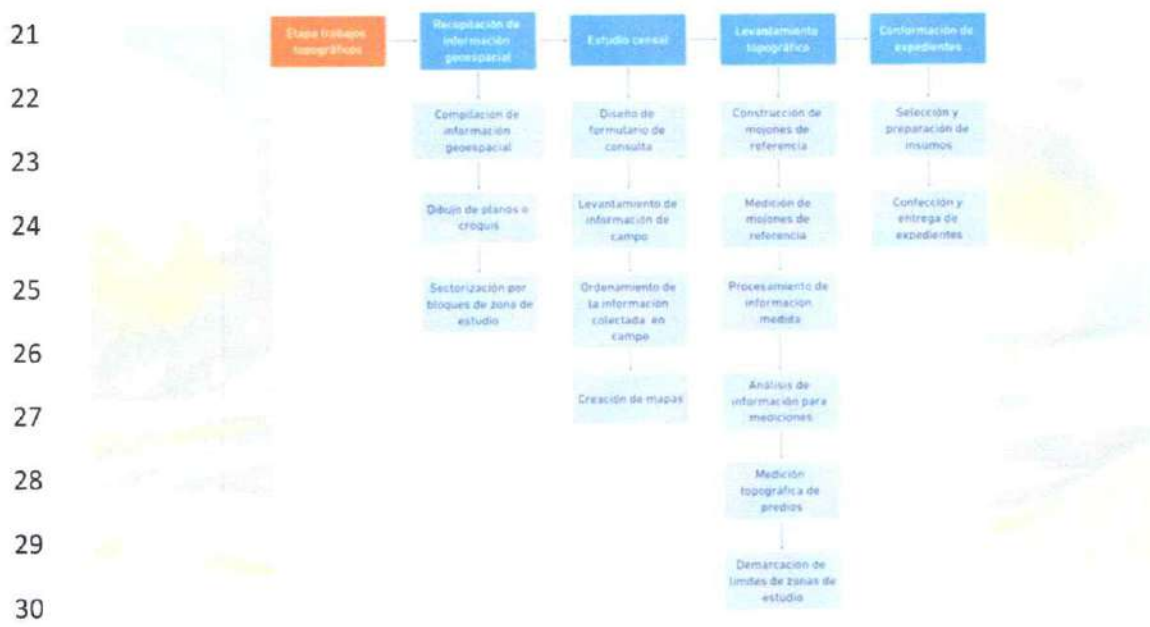 21
Etapa trabajos
topográficos
Recopilación de
información
geoespacial
Estudio censal
Levantamiento
topográfico
Conformación de
expedientes
22
Compilación de
información
geoespacial
Diseño de
formulario de
consulta
Construcción de
mojones de
referencia
Selección y
preparación de
insumos
23
24
Dibujo de planos o
croquis
Levantamiento de
información de
campo
Medición de
mojones de
referencia
Confección y
entrega de
expedientes
25
Sectorización por
bloques de zona de
estudio
Ordenamiento de
la información
colectada en
campo
Procesamiento de
información
medida
26
27
Creación de mapas
Análisis de
información para
mediciones
28
Medición
topográfica de
predios
29
Demarcación de
límites de zonas de
estudio
30